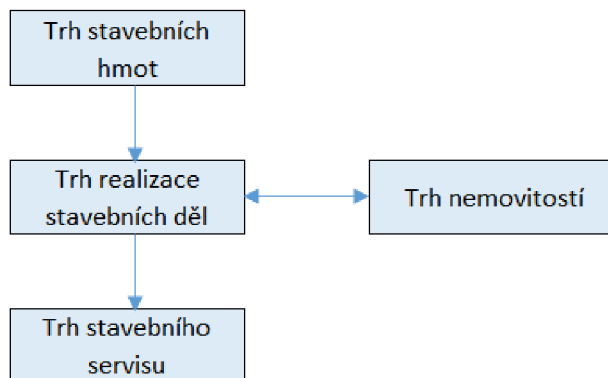 Trh stavebních
hmot
Trh realizace
stavebních děl
Trh nemovitostí
Trh stavebního
servisu